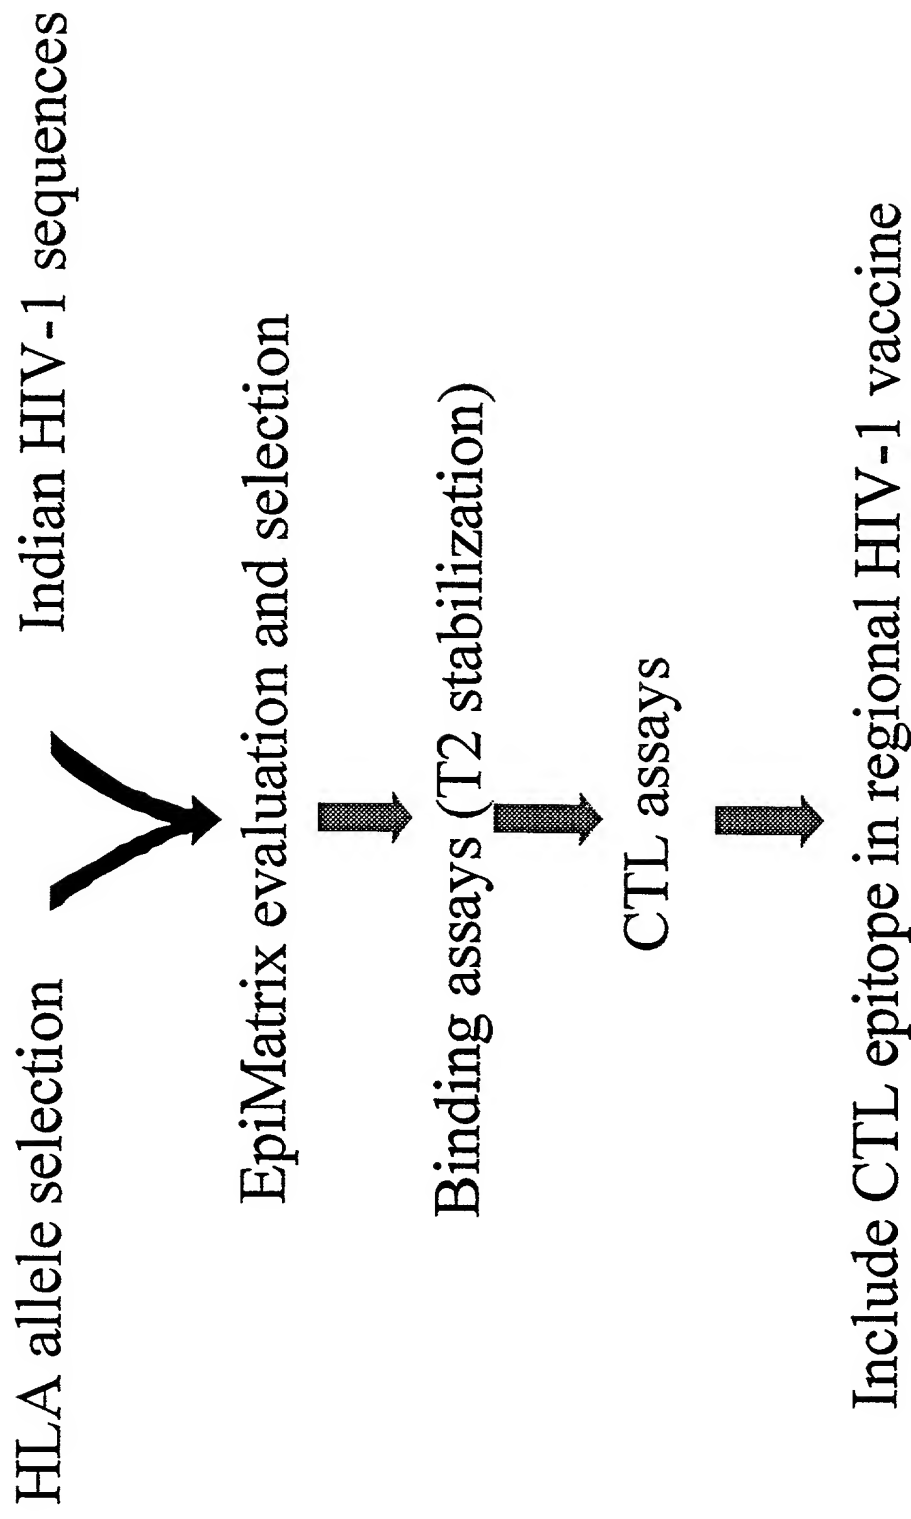 HLA allele selection
Indian HIV-1 sequences
EpiMatrix evaluation and selection
Binding assays (T2 stabilization)
CTL assays
Include CTL epitope in regional HIV-1 vaccine